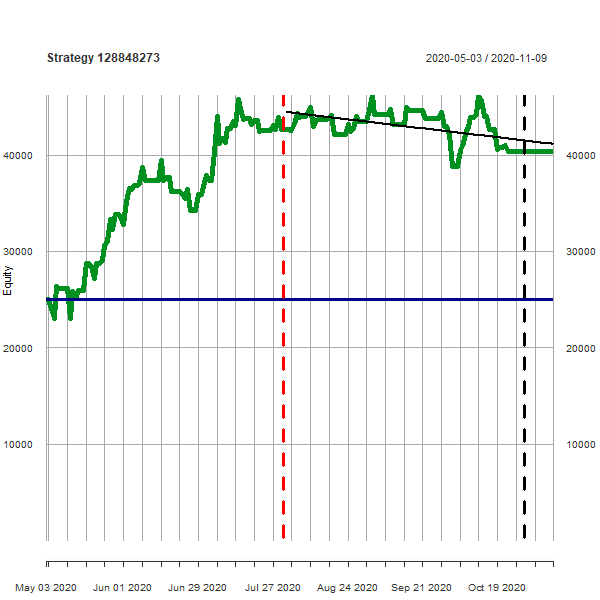 Strategy 128848273
2020-05-03 / 2020-11-09
Equity
40000
40000
30000
30000
20000
20000
10000
10000
May 03 2020
Jun 01 2020
Jun 29 2020
Jul 27 2020
Aug 24 2020
Sep 21 2020
Oct 19 2020